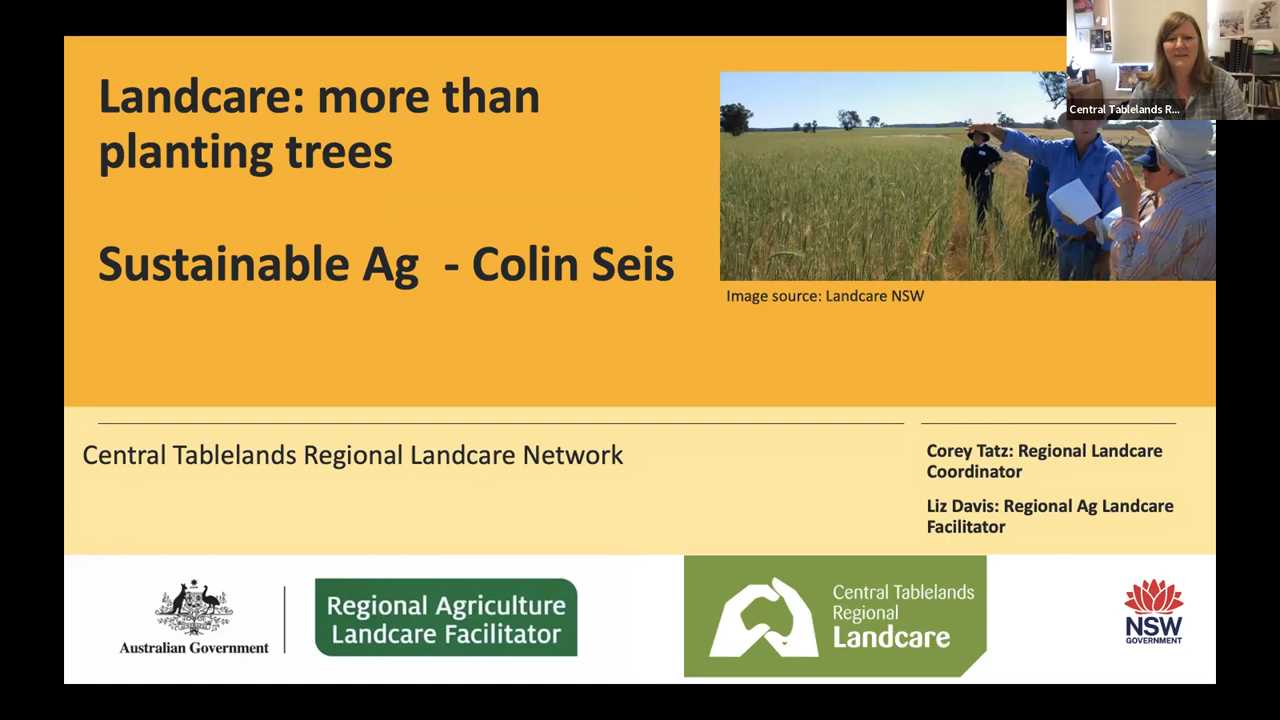 Landcare: more than
planting trees
Sustainable Ag - Colin Seis
Central Tablelands R...
Image source: Landcare NSW
Central Tablelands Regional Landcare Network
Corey Tatz: Regional Landcare
Coordinator
Liz Davis: Regional Ag Landcare
Facilitator
Australian Government
Regional Agriculture
Landcare Facilitator
Central Tablelands
Regional
Landcare
NSW
GOVERNMENT